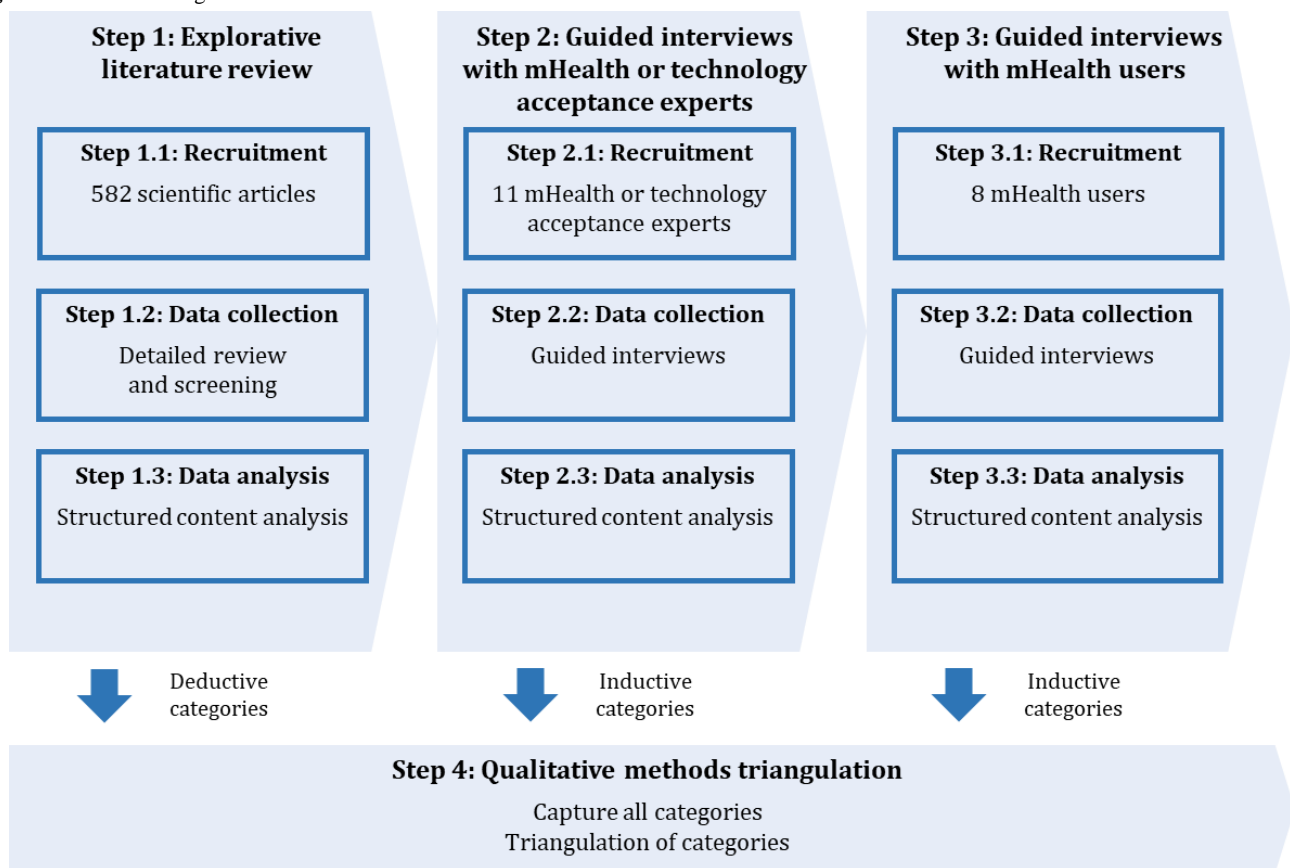 Step 1: Explorative
literature review
Step 1.1: Recruitment
582 scientific articles
Step 1.2: Data collection
Detailed review
and screening
Step 1.3: Data analysis
Structured content analysis
Deductive
categories
Step 2: Guided interviews
with mHealth or technology
acceptance experts
Step 2.1: Recruitment
11 mHealth or technology
acceptance experts
Step 2.2: Data collection
Guided interviews
Step 2.3: Data analysis
Structured content analysis
Inductive
categories
Step 3: Guided interviews
with mHealth users
Step 3.1: Recruitment
8 mHealth users
Step 3.2: Data collection
Guided interviews
Step 3.3: Data analysis
Structured content analysis
Inductive
categories
Step 4: Qualitative methods triangulation
Capture all categories
Triangulation of categories